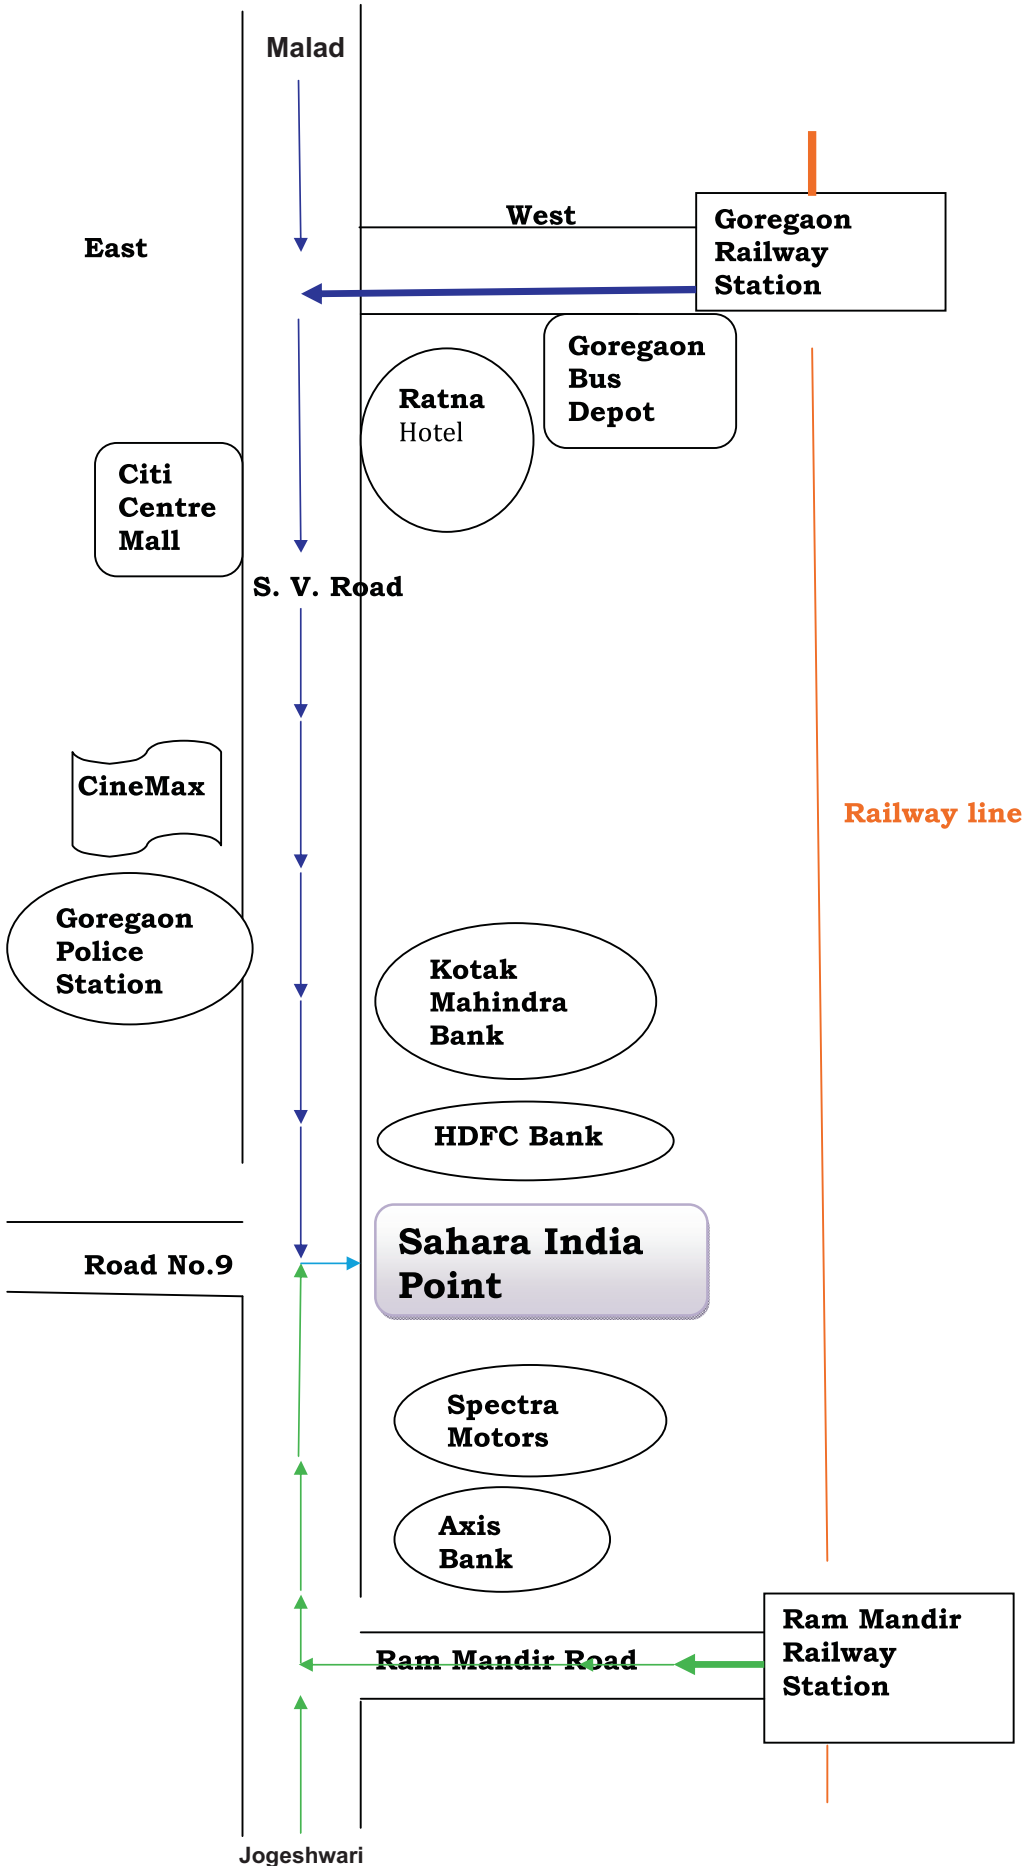 Malad
West
Goregaon
Railway
Station
East
Goregaon
Bus
Depot
Ratna
Hotel
Citi
Centre
Mall
S. V. Road
CineMax
Railway line
Goregaon
Police
Station
Kotak
Mahindra
Bank
HDFC Bank
Sahara India
Point
Road No.9
Spectra
Motors
Axis
Bank
Ram Mandir
Railway
Station
Ram Mandir Road
Jogeshwari